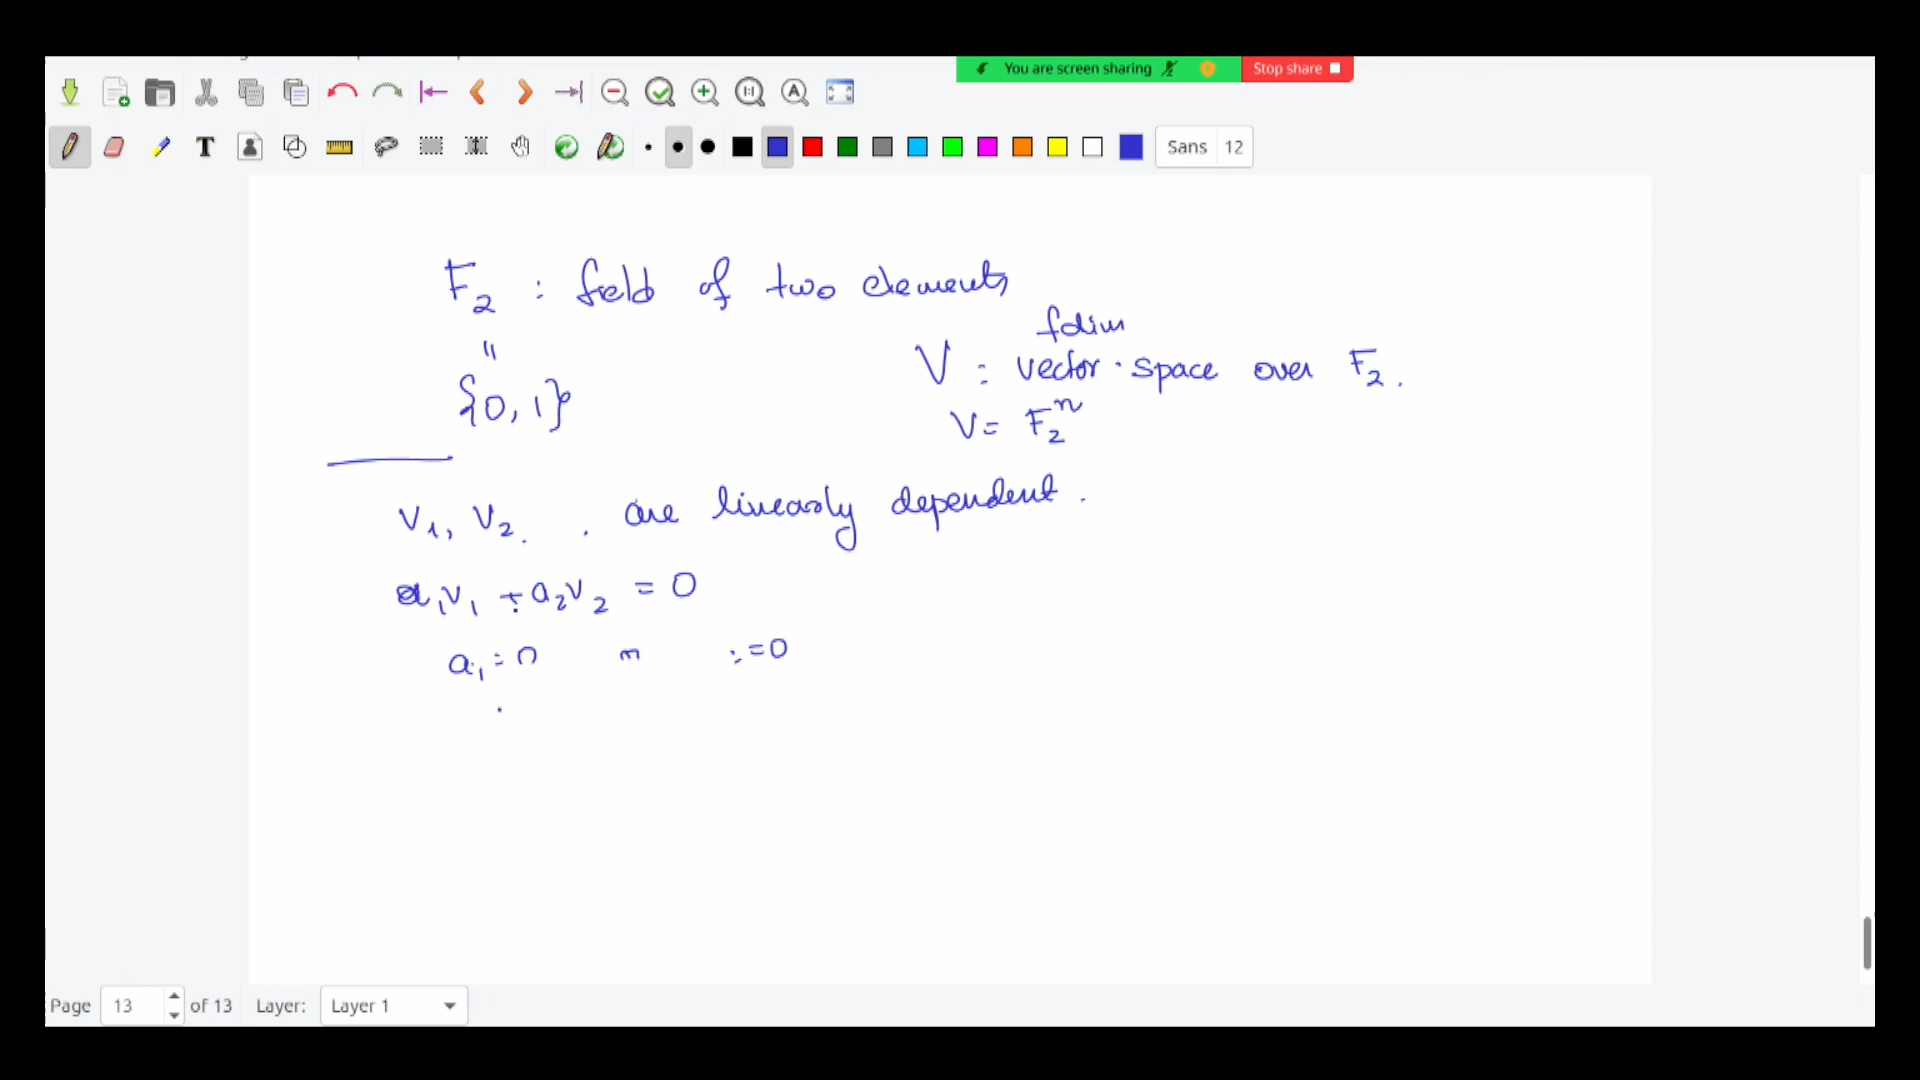 You are screen sharing Stop share
Sans 12
F₂ : field of two elements
"
{0, 1}
fdim
V : vector space over F₂.
V = F₂ⁿ
v₁, v₂. . are linearly dependent.
a₁v₁ + a₂v₂ = 0
a₁ = 0 := 0
Page 13 of 13 Layer: Layer 1